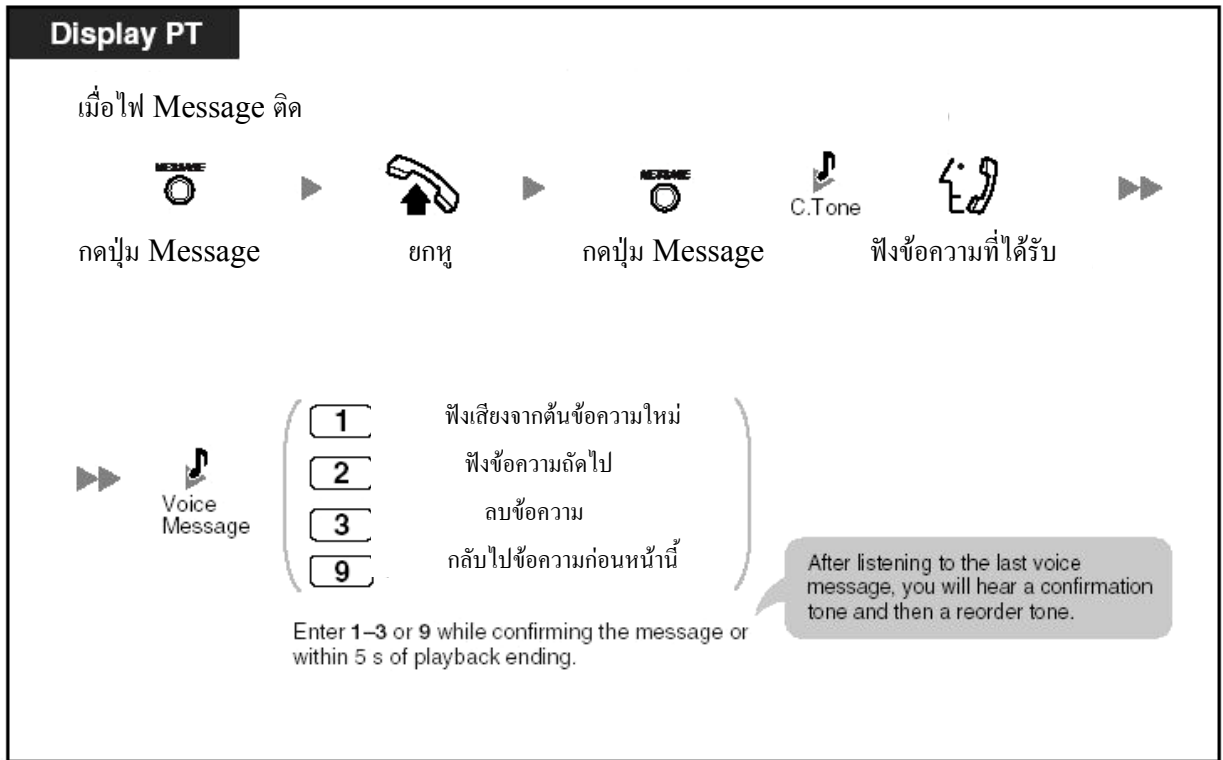 Display PT
เมื่อไฟ Message ติด
MESSAGE
MESSAGE
C.Tone
กดปุ่ม Message
ยกหู
กดปุ่ม Message
ฟังข้อความที่ได้รับ
Voice
Message
1 ฟังเสียงจากต้นข้อความใหม่
2 ฟังข้อความถัดไป
3 ลบข้อความ
9 กลับไปข้อความก่อนหน้านี้
Enter 1–3 or 9 while confirming the message or
within 5 s of playback ending.
After listening to the last voice
message, you will hear a confirmation
tone and then a reorder tone.